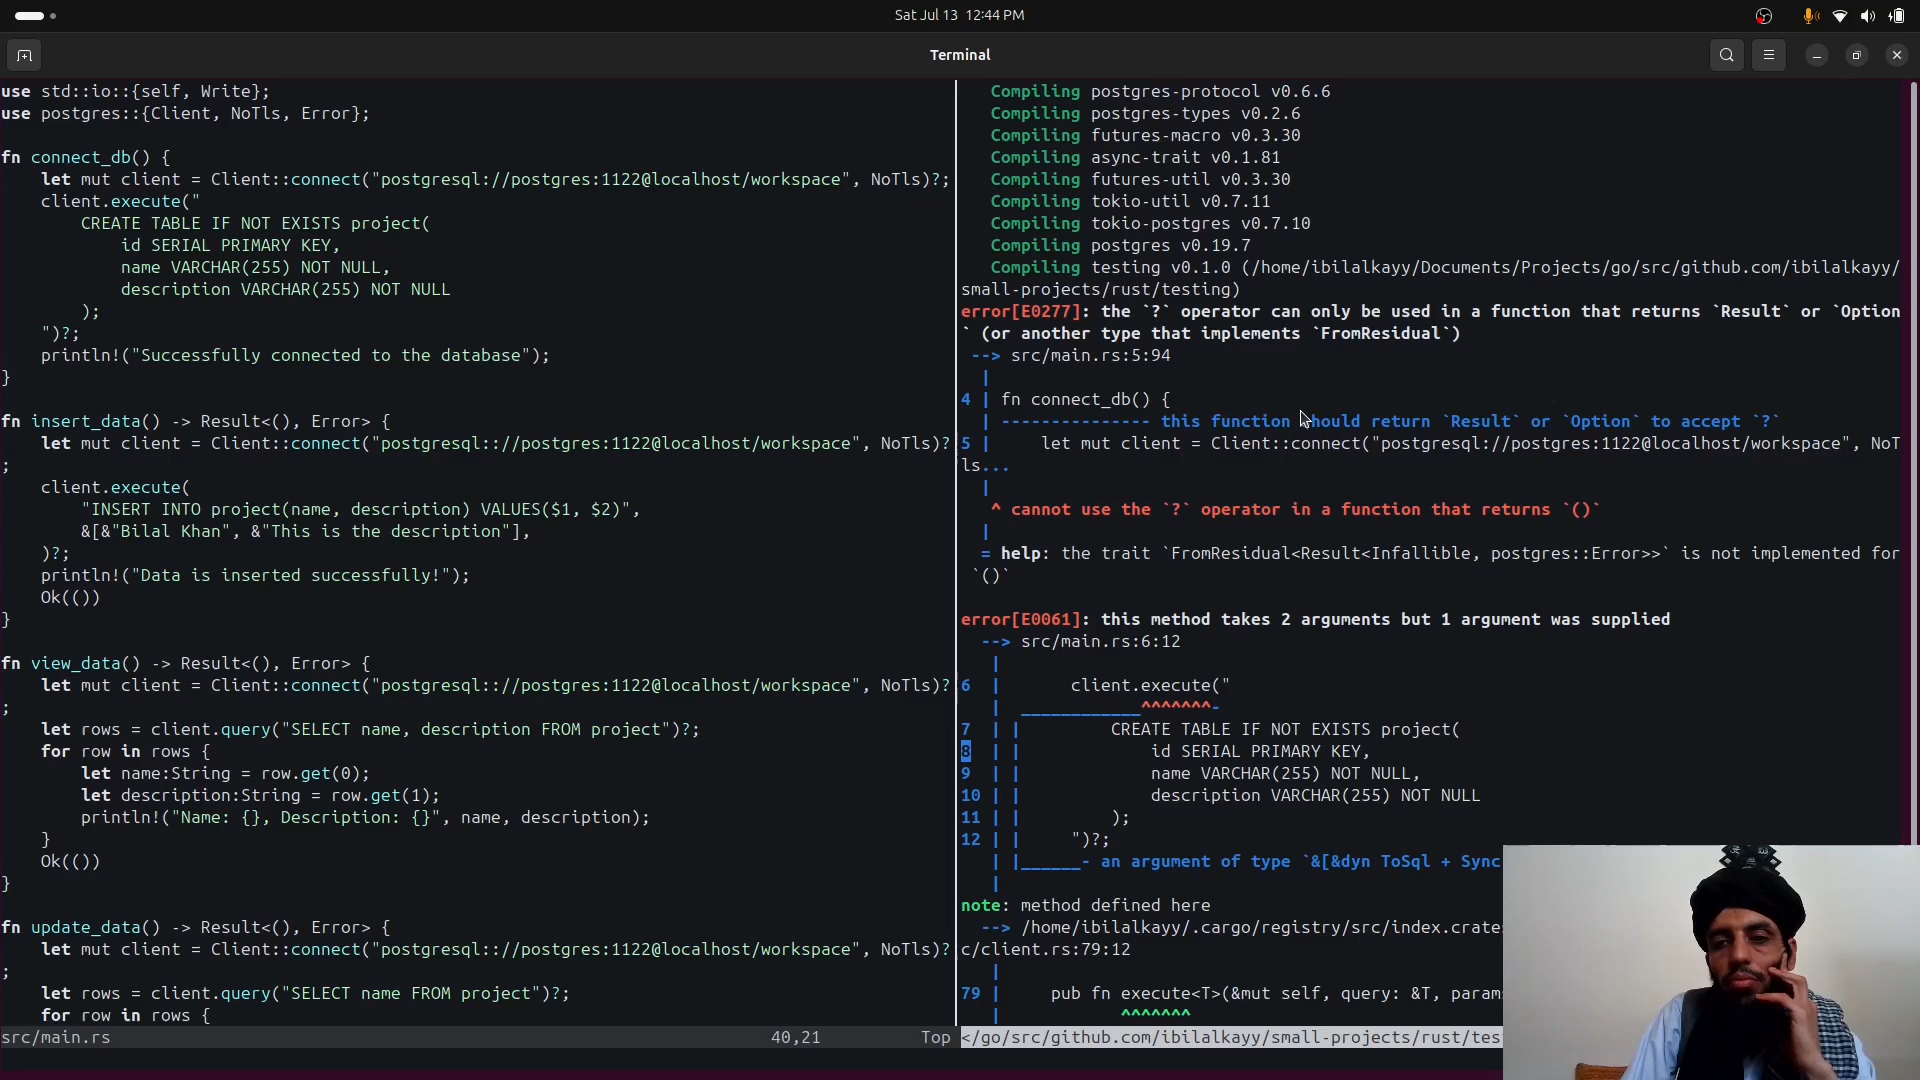 Sat Jul 13  12:44 PM
Terminal
use std::io::{self, Write};
use postgres::{Client, NoTls, Error};
fn connect_db() {
    let mut client = Client::connect("postgresql://postgres:1122@localhost/workspace", NoTls)?;
    client.execute("
        CREATE TABLE IF NOT EXISTS project(
            id SERIAL PRIMARY KEY,
            name VARCHAR(255) NOT NULL,
            description VARCHAR(255) NOT NULL
        );
    ")?;
    println!("Successfully connected to the database");
}
fn insert_data() -> Result<(), Error> {
    let mut client = Client::connect("postgresql://postgres:1122@localhost/workspace", NoTls)?
;
    client.execute(
        "INSERT INTO project(name, description) VALUES($1, $2)",
        &[&"Bilal Khan", &"This is the description"],
    )?;
    println!("Data is inserted successfully!");
    Ok(())
}
fn view_data() -> Result<(), Error> {
    let mut client = Client::connect("postgresql:://postgres:1122@localhost/workspace", NoTls)?
;
    let rows = client.query("SELECT name, description FROM project")?;
    for row in rows {
        let name:String = row.get(0);
        let description:String = row.get(1);
        println!("Name: {}, Description: {}", name, description);
    }
    Ok(())
}
fn update_data() -> Result<(), Error> {
    let mut client = Client::connect("postgresql:://postgres:1122@localhost/workspace", NoTls)?
;
    let rows = client.query("SELECT name FROM project")?;
    for row in rows {
src/main.rs 40,21 Top
   Compiling postgres-protocol v0.6.6
   Compiling postgres-types v0.2.6
   Compiling futures-macro v0.3.30
   Compiling async-trait v0.1.81
   Compiling futures-util v0.3.30
   Compiling tokio-util v0.7.11
   Compiling tokio-postgres v0.7.10
   Compiling postgres v0.19.7
   Compiling testing v0.1.0 (/home/ibilalkayy/Documents/Projects/go/src/github.com/ibilalkayy/
small-projects/rust/testing)
error[E0277]: the `?` operator can only be used in a function that returns `Result` or `Option
` (or another type that implements `FromResidual`)
 --> src/main.rs:5:94
  |
4 | fn connect_db() {
  | --------------- this function should return `Result` or `Option` to accept `?`
5 |     let mut client = Client::connect("postgresql://postgres:1122@localhost/workspace", NoT
ls...
  |
   ^ cannot use the `?` operator in a function that returns `()`
  |
  = help: the trait `FromResidual<Result<Infallible, postgres::Error>>` is not implemented for
 `()`
error[E0061]: this method takes 2 arguments but 1 argument was supplied
  --> src/main.rs:6:12
   |
6  |       client.execute("
   |  ____________^^^^^^^-
7  | |         CREATE TABLE IF NOT EXISTS project(
8  | |             id SERIAL PRIMARY KEY,
9  | |             name VARCHAR(255) NOT NULL,
10 | |             description VARCHAR(255) NOT NULL
11 | |         );
12 | |     ")?;
   | |______- an argument of type `&[&dyn ToSql + Sync
   |
note: method defined here
  --> /home/ibilalkayy/.cargo/registry/src/index.crates
c/client.rs:79:12
   |
79 |     pub fn execute<T>(&mut self, query: &T, params
   |            ^^^^^^^
</go/src/github.com/ibilalkayy/small-projects/rust/tes